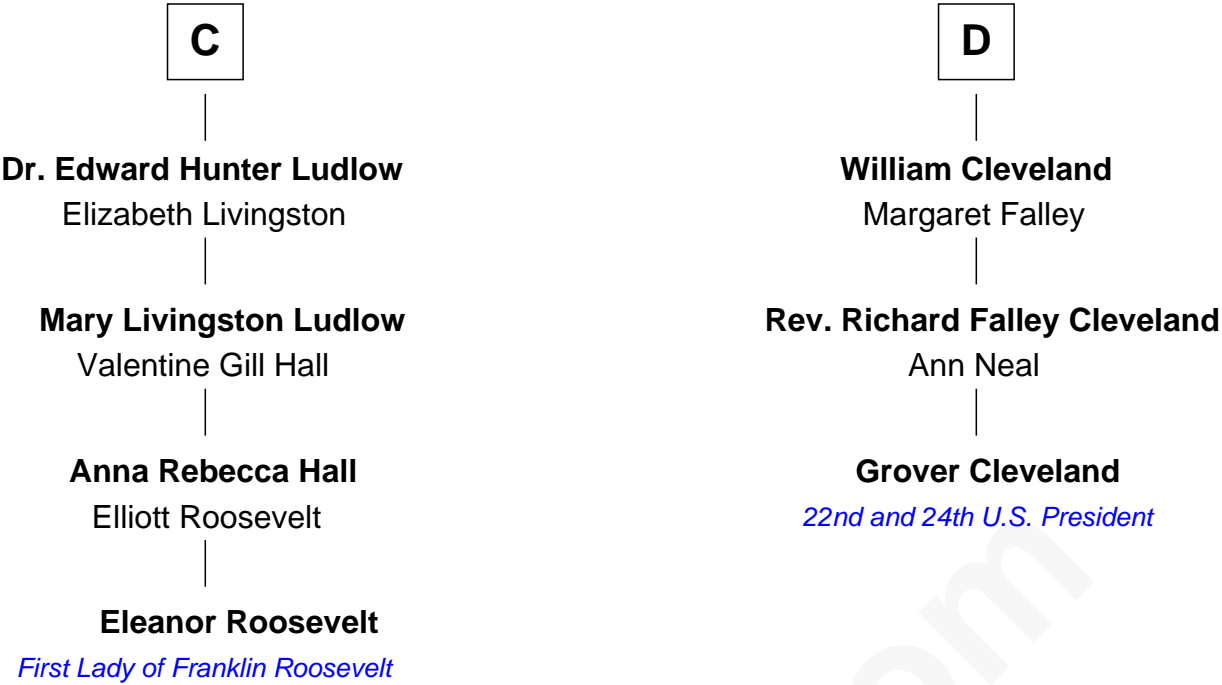 C
Dr. Edward Hunter Ludlow
Elizabeth Livingston
Mary Livingston Ludlow
Valentine Gill Hall
Anna Rebecca Hall
Elliott Roosevelt
Eleanor Roosevelt
First Lady of Franklin Roosevelt
D
William Cleveland
Margaret Falley
Rev. Richard Falley Cleveland
Ann Neal
Grover Cleveland
22nd and 24th U.S. President
om